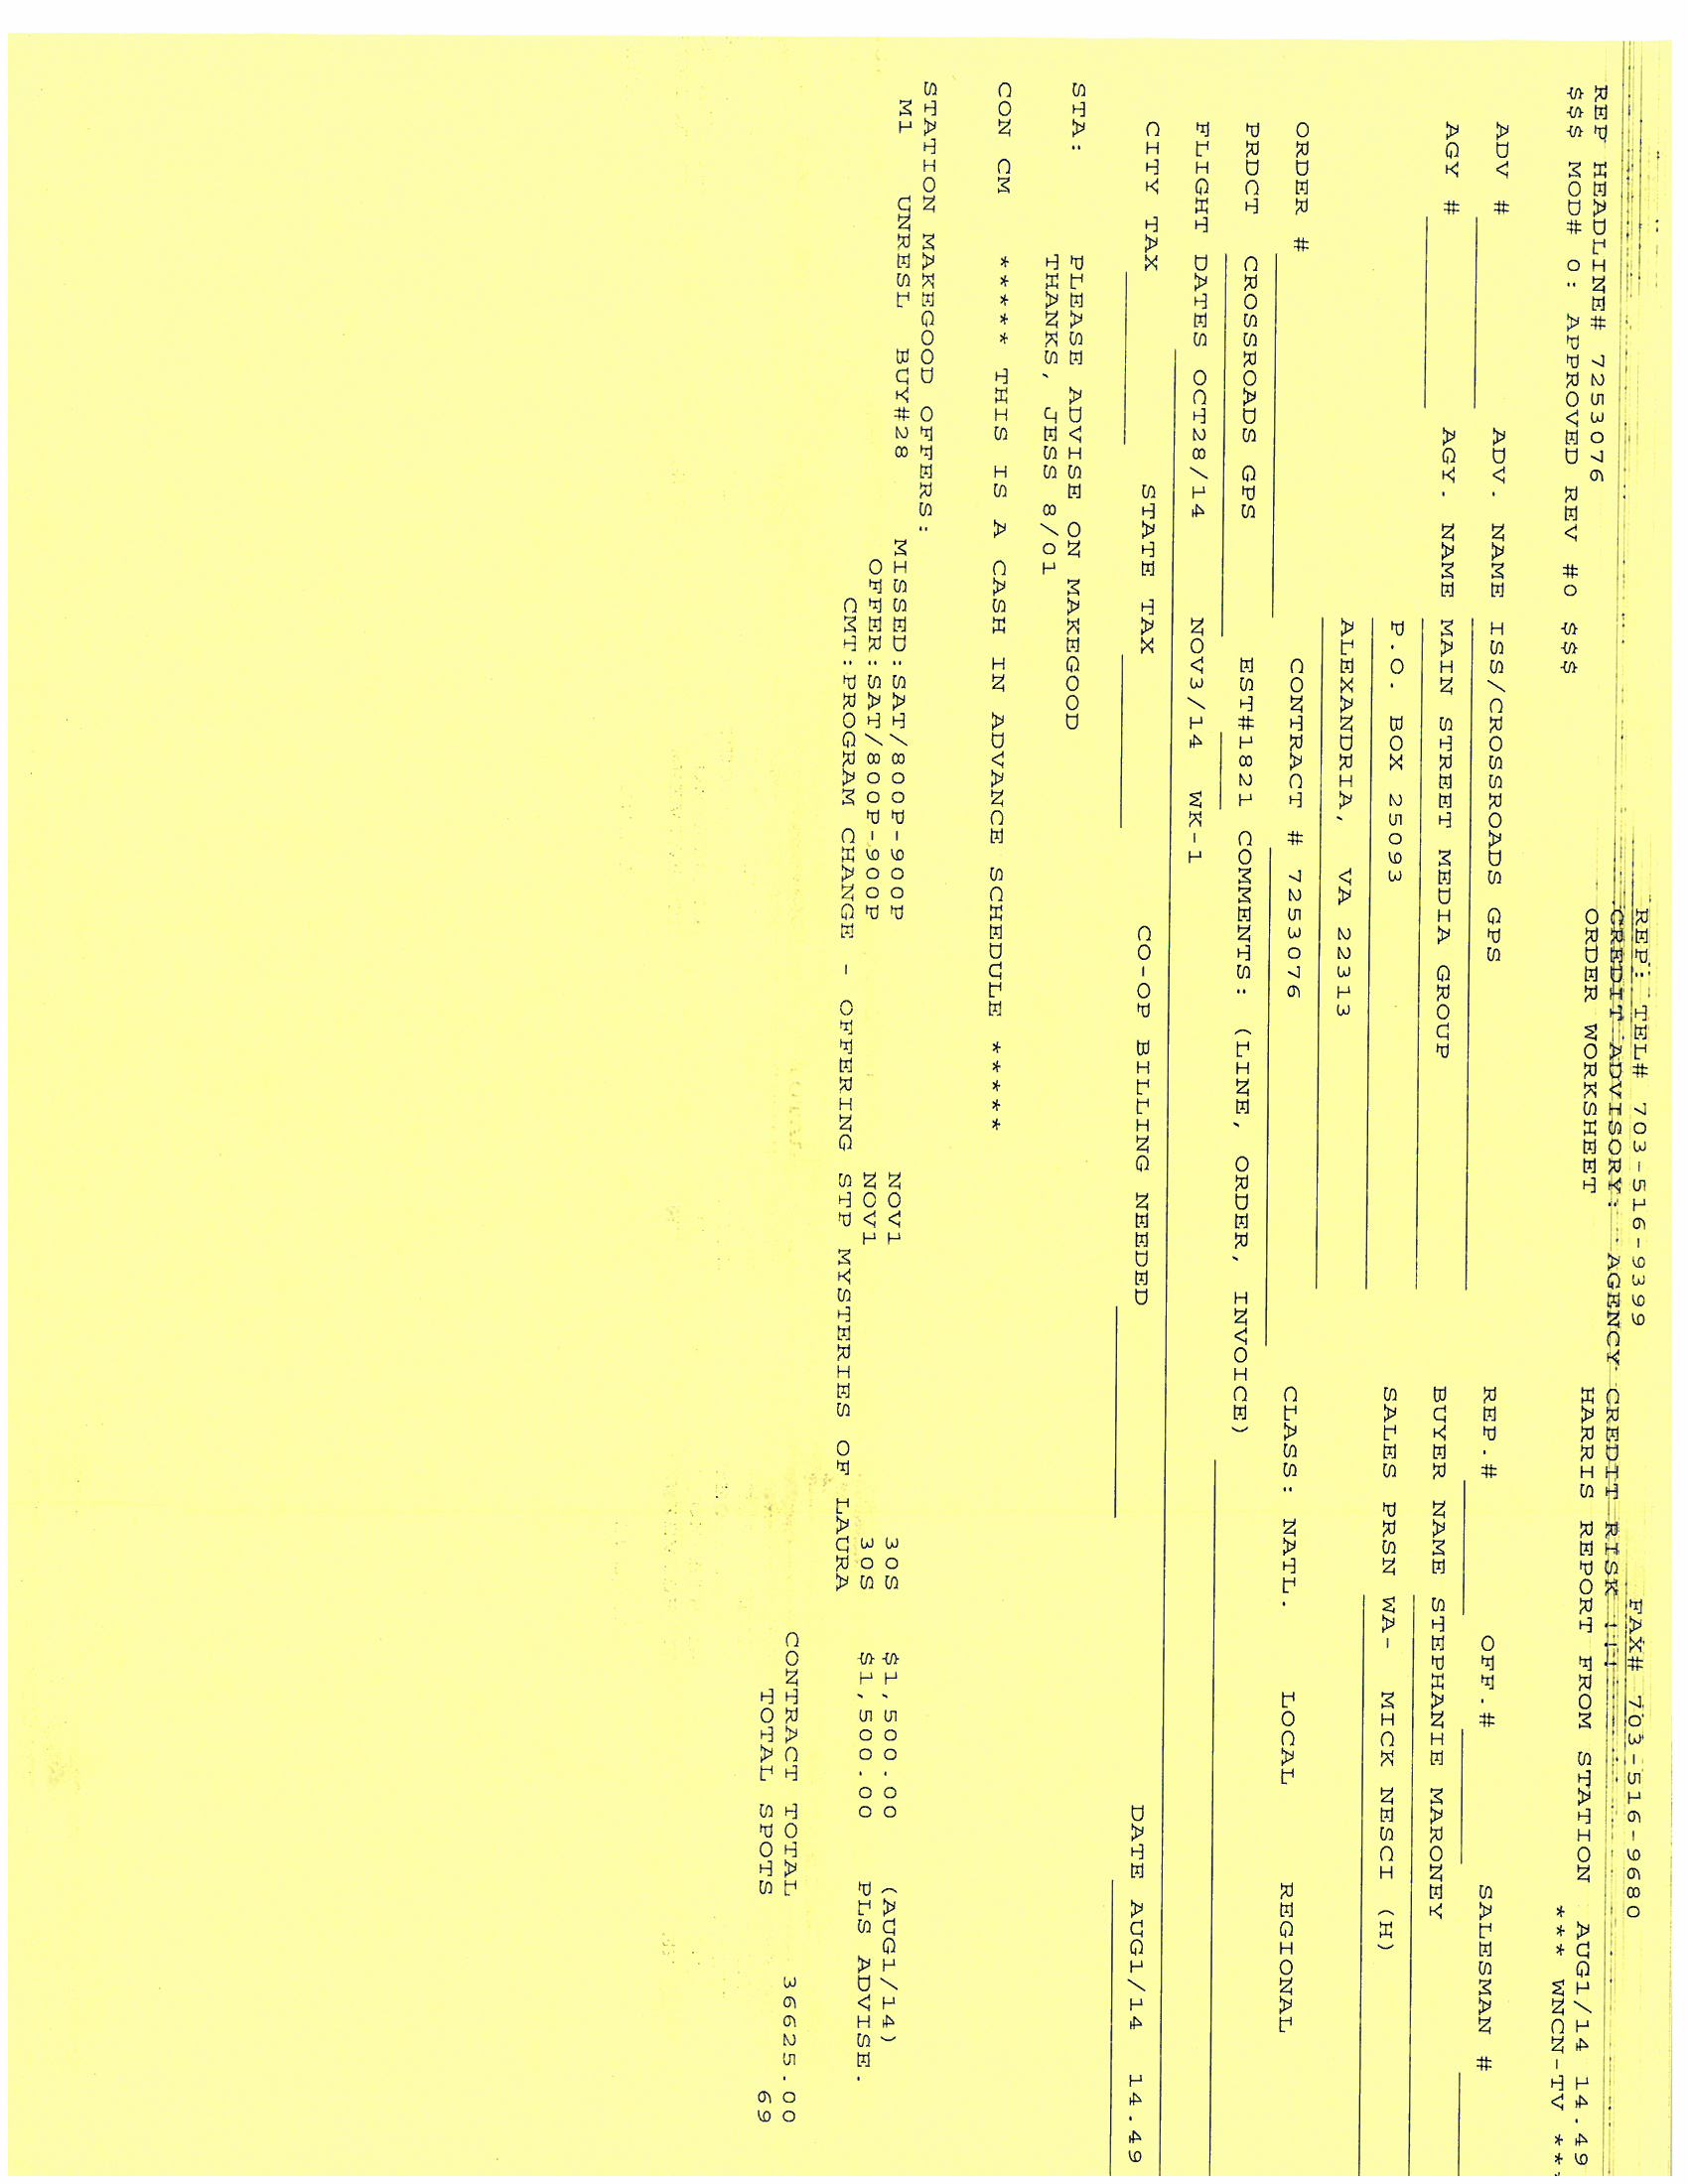 REP: TEL# 703-516-9399 FAX# 703-516-9680
CREDIT ADVISORY: AGENCY CREDIT RISK !!!
REP HEADLINE# 7253076 ORDER WORKSHEET HARRIS REPORT FROM STATION AUG1/14 14.49
$$$ MOD# 0: APPROVED REV #0 $$$ *** WNCN-TV ***
ADV # ADV. NAME ISS/CROSSROADS GPS REP.# OFF.# SALESMAN #
AGY # AGY. NAME MAIN STREET MEDIA GROUP BUYER NAME STEPHANIE MARONEY
P.O. BOX 25093 SALES PRSN WA- MICK NESCI (H)
ALEXANDRIA, VA 22313
ORDER # CONTRACT # 7253076 CLASS: NATL. LOCAL REGIONAL
PRDCT CROSSROADS GPS EST#1821 COMMENTS: (LINE, ORDER, INVOICE)
FLIGHT DATES OCT28/14 NOV3/14 WK-1
CITY TAX STATE TAX CO-OP BILLING NEEDED DATE AUG1/14 14.49
STA: PLEASE ADVISE ON MAKEGOOD
THANKS, JESS 8/01
CON CM ***** THIS IS A CASH IN ADVANCE SCHEDULE *****
STATION MAKEGOOD OFFERS:
M1 UNRESL BUY#28 MISSED:SAT/800P-900P NOV1 30S $1,500.00 (AUG1/14)
OFFER:SAT/800P-900P NOV1 30S $1,500.00 PLS ADVISE.
CMT:PROGRAM CHANGE - OFFERING STP MYSTERIES OF LAURA
CONTRACT TOTAL 36625.00
TOTAL SPOTS 69